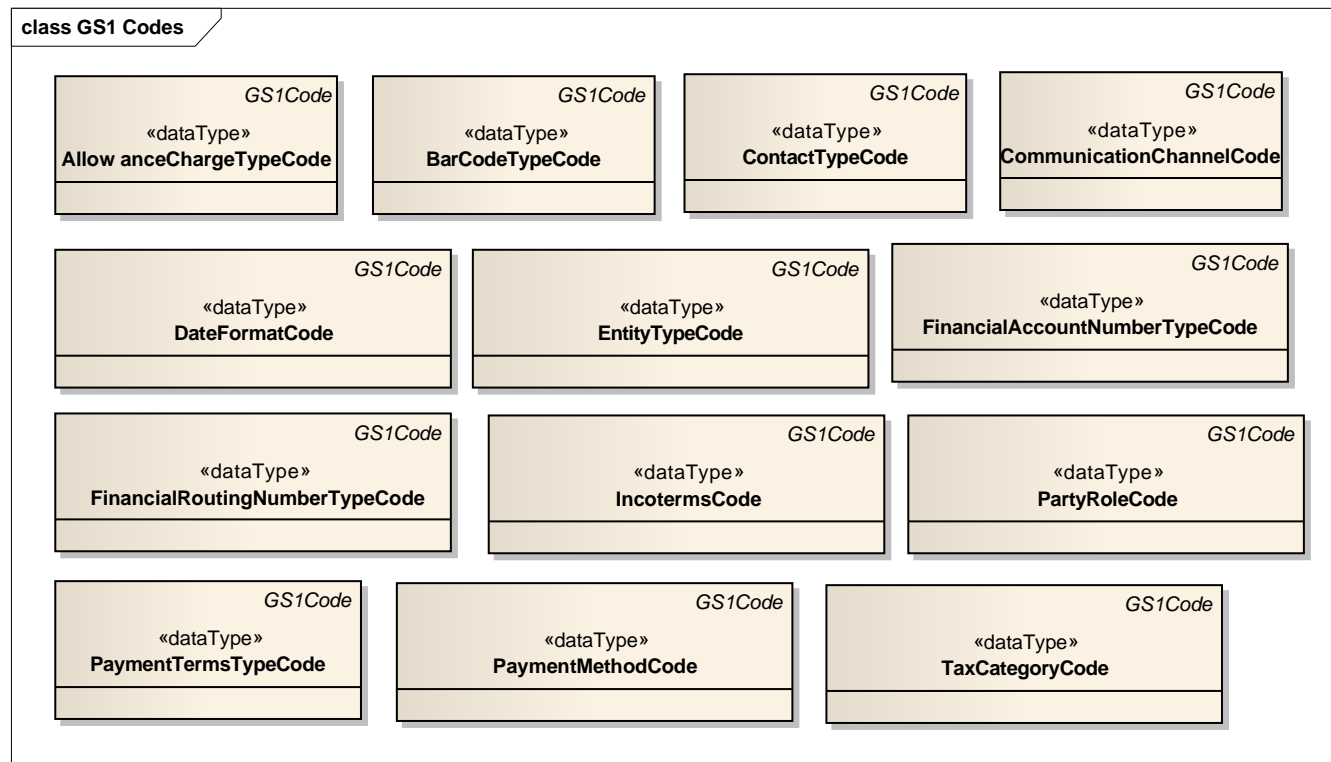 class GS1 Codes
GS1Code
«dataType»
Allow anceChargeTypeCode
GS1Code
«dataType»
BarCodeTypeCode
GS1Code
«dataType»
ContactTypeCode
GS1Code
«dataType»
CommunicationChannelCode
GS1Code
«dataType»
DateFormatCode
GS1Code
«dataType»
EntityTypeCode
GS1Code
«dataType»
FinancialAccountNumberTypeCode
GS1Code
«dataType»
FinancialRoutingNumberTypeCode
GS1Code
«dataType»
IncotermsCode
GS1Code
«dataType»
PartyRoleCode
GS1Code
«dataType»
PaymentTermsTypeCode
GS1Code
«dataType»
PaymentMethodCode
GS1Code
«dataType»
TaxCategoryCode